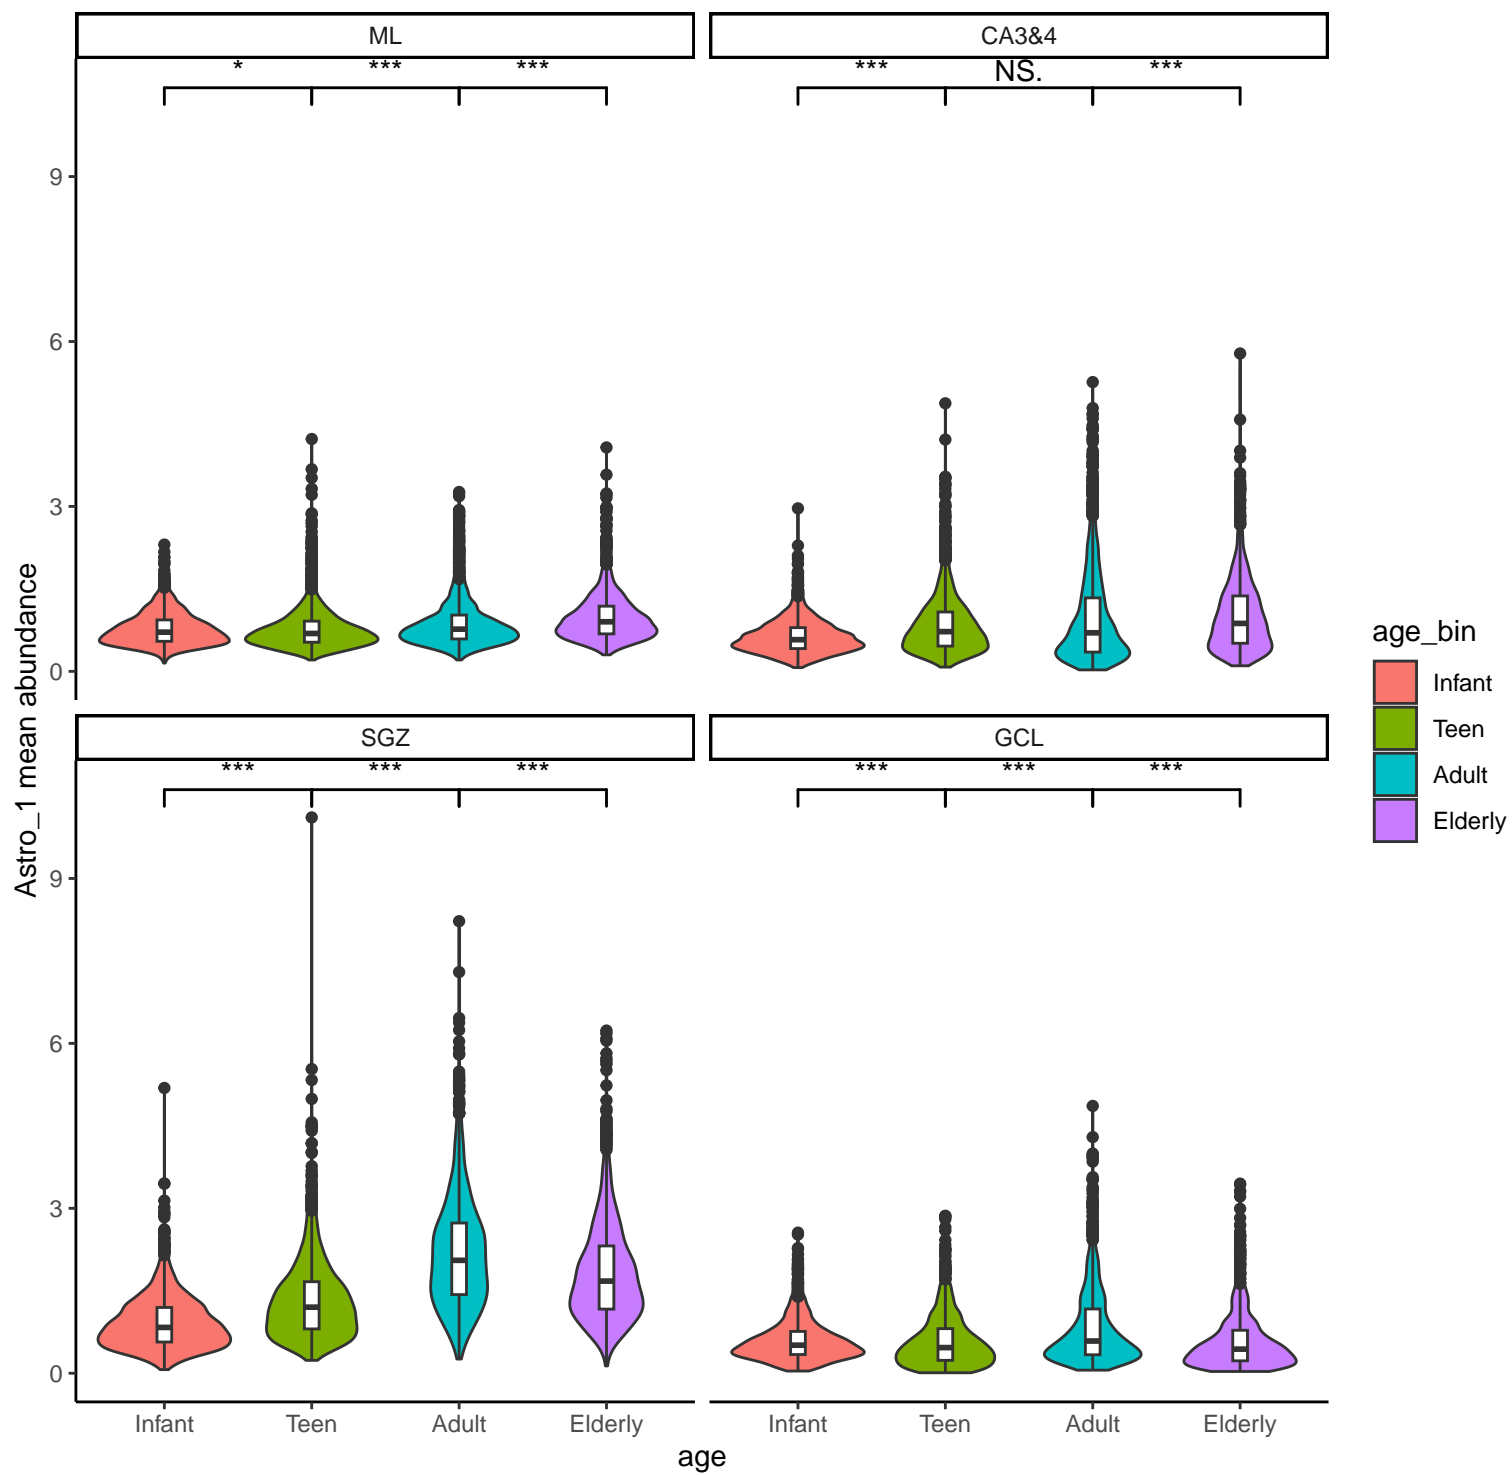 ML
CA3&4
* *** ***
*** NS. ***
9
6
3
0
SGZ
GCL
*** *** ***
*** *** ***
9
6
3
0
Infant Teen Adult Elderly
Infant Teen Adult Elderly
age
Astro_1 mean abundance
age_bin
Infant
Teen
Adult
Elderly